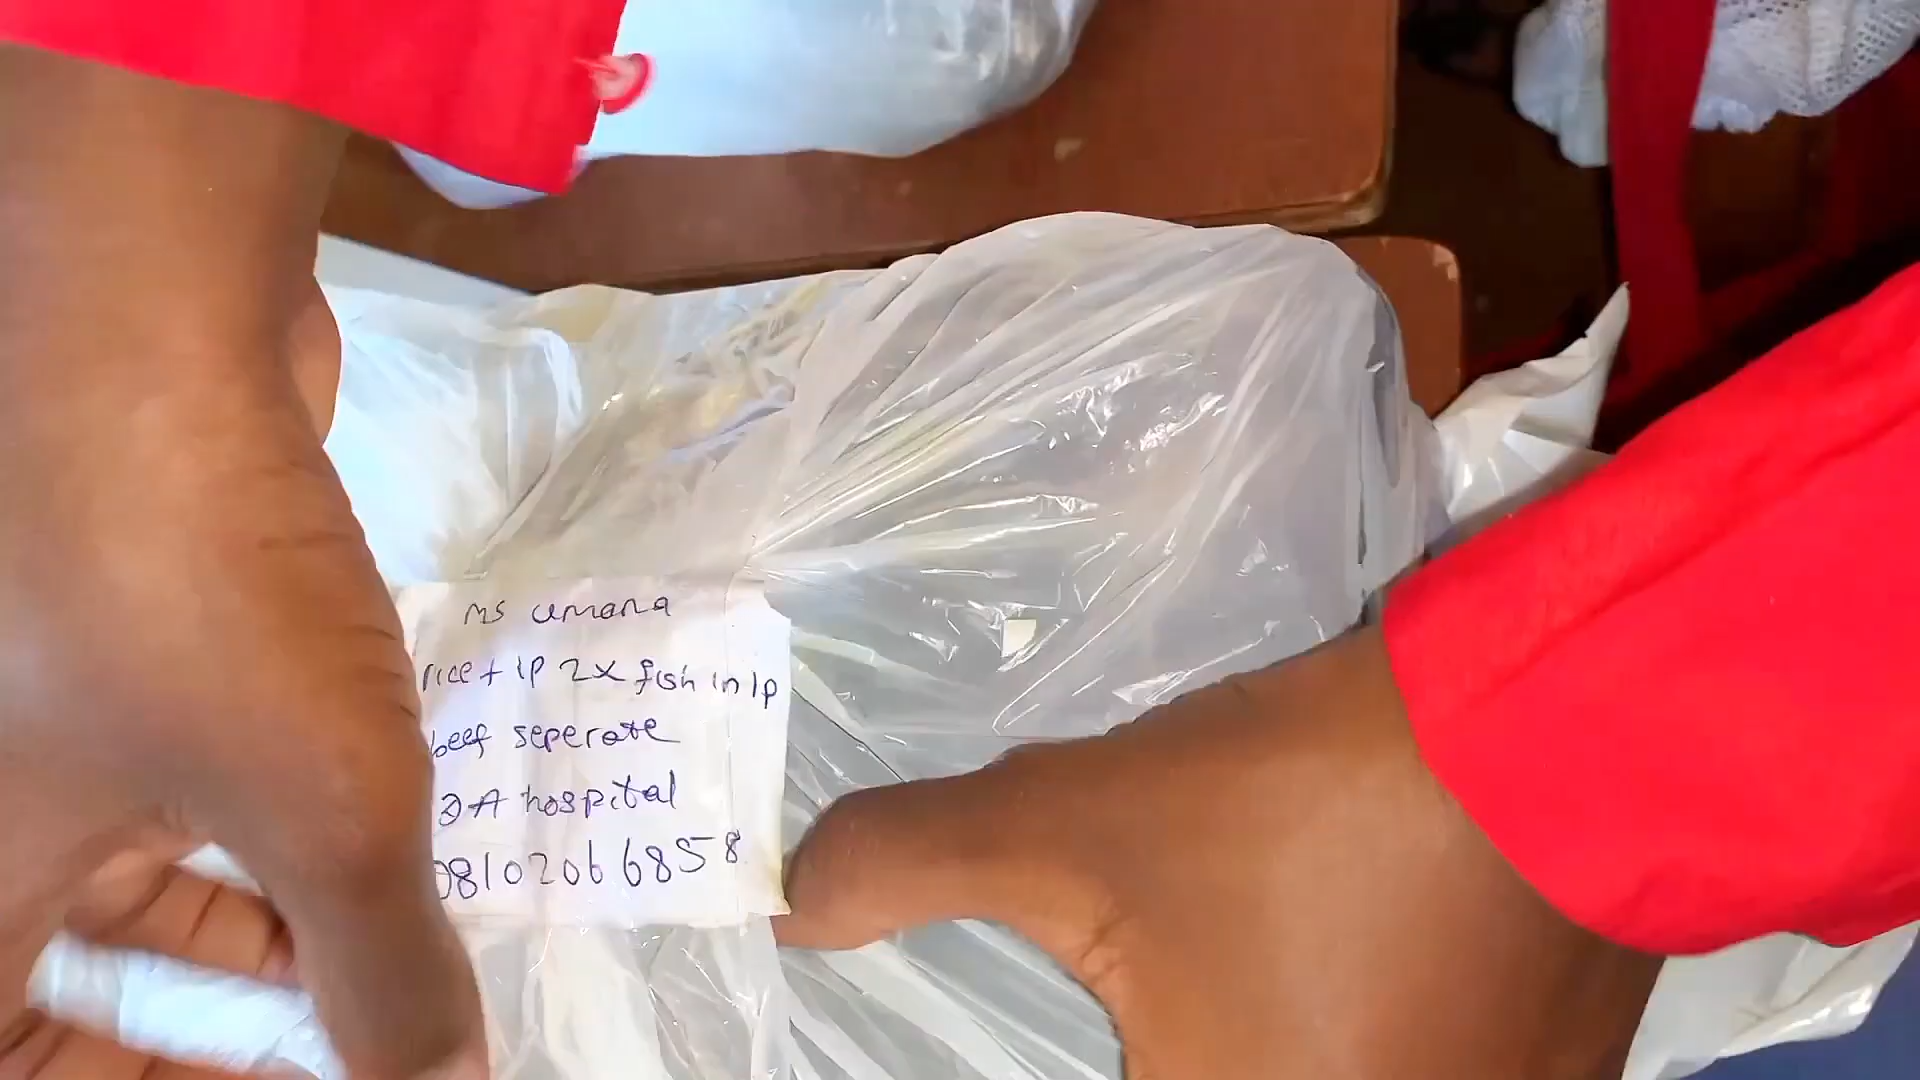 ms umana
rice + 1p 2x fish in 1p
beef seperate
hospital
08102066858